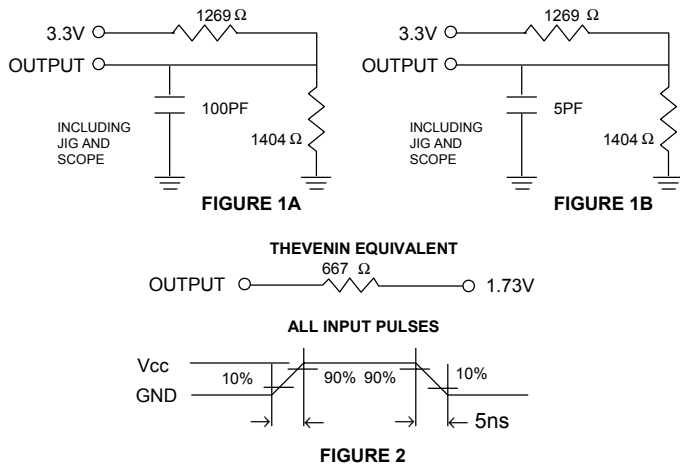 1269 Ω
3.3V
OUTPUT
100PF
INCLUDING
JIG AND
SCOPE
1404 Ω
FIGURE 1A
1269 Ω
3.3V
OUTPUT
5PF
INCLUDING
JIG AND
SCOPE
1404 Ω
FIGURE 1B
THEVENIN EQUIVALENT
667 Ω
OUTPUT 1.73V
ALL INPUT PULSES
Vcc
10% 90% 90% 10%
GND
5ns
FIGURE 2